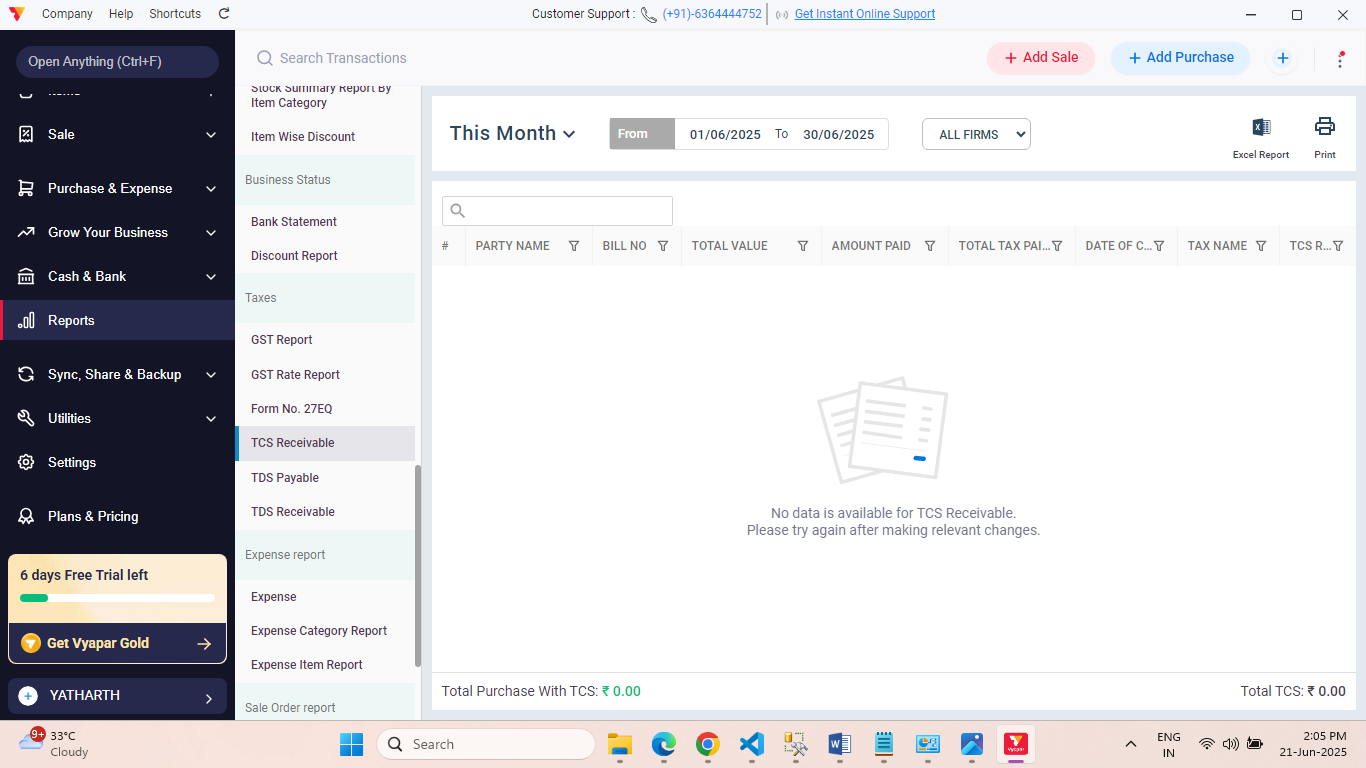 Company Help Shortcuts
Customer Support : (+91)-6364444752 Get Instant Online Support
Open Anything (Ctrl+F)
Items
Sale
Purchase & Expense
Grow Your Business
Cash & Bank
Reports
Sync, Share & Backup
Utilities
Settings
Plans & Pricing
6 days Free Trial left
Get Vyapar Gold
YATHARTH
Search Transactions
Add Sale
Add Purchase
Stock Summary Report By
Item Category
Item Wise Discount
Business Status
Bank Statement
Discount Report
Taxes
GST Report
GST Rate Report
Form No. 27EQ
TCS Receivable
TDS Payable
TDS Receivable
Expense report
Expense
Expense Category Report
Expense Item Report
Sale Order report
This Month
From 01/06/2025 To 30/06/2025
ALL FIRMS
Excel Report
Print
# PARTY NAME BILL NO TOTAL VALUE AMOUNT PAID TOTAL TAX PAI... DATE OF C... TAX NAME TCS R...
No data is available for TCS Receivable.
Please try again after making relevant changes.
Total Purchase With TCS: ₹ 0.00
Total TCS: ₹ 0.00
9+
33°C
Cloudy
Search
Vyapar
ENG
IN
2:05 PM
21-Jun-2025